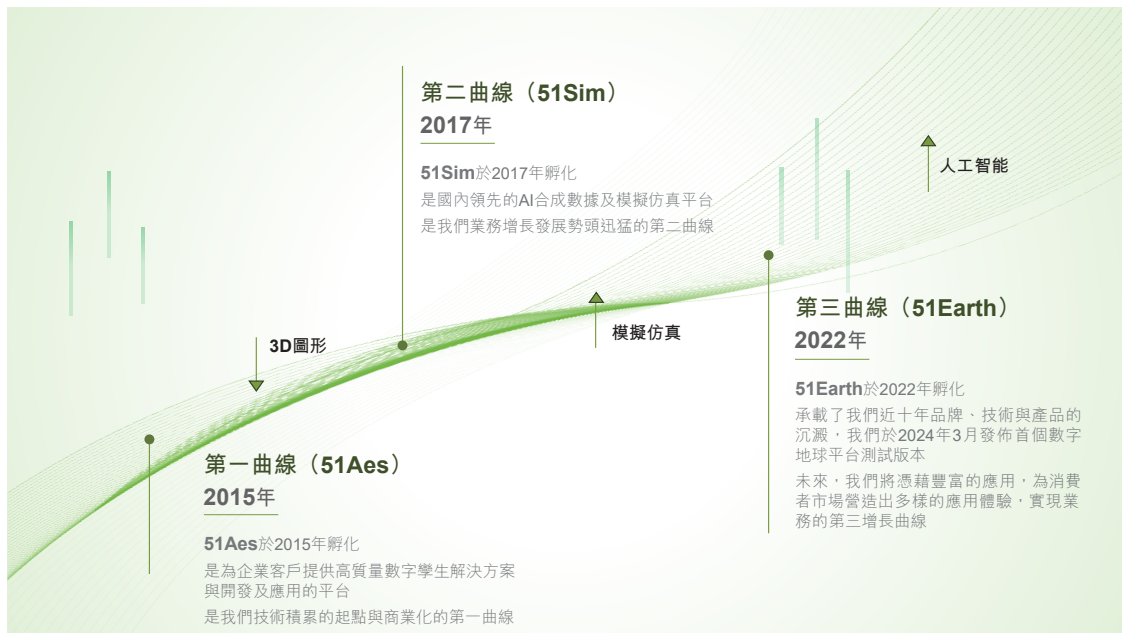 第二曲線（51Sim）
2017年
51Sim於2017年孵化
是國內領先的AI合成數據及模擬仿真平台
是我們業務增長發展勢頭迅猛的第二曲線
人工智能
3D圖形
模擬仿真
第三曲線（51Earth）
2022年
51Earth於2022年孵化
承載了我們近十年品牌、技術與產品的
沉澱，我們於2024年3月發佈首個數字
地球平台測試版本
未來，我們將憑藉豐富的應用，為消費
者市場營造出多樣的應用體驗，實現業
務的第三增長曲線
第一曲線（51Aes）
2015年
51Aes於2015年孵化
是為企業客戶提供高質量數字孿生解決方案
與開發及應用的平台
是我們技術積累的起點與商業化的第一曲線